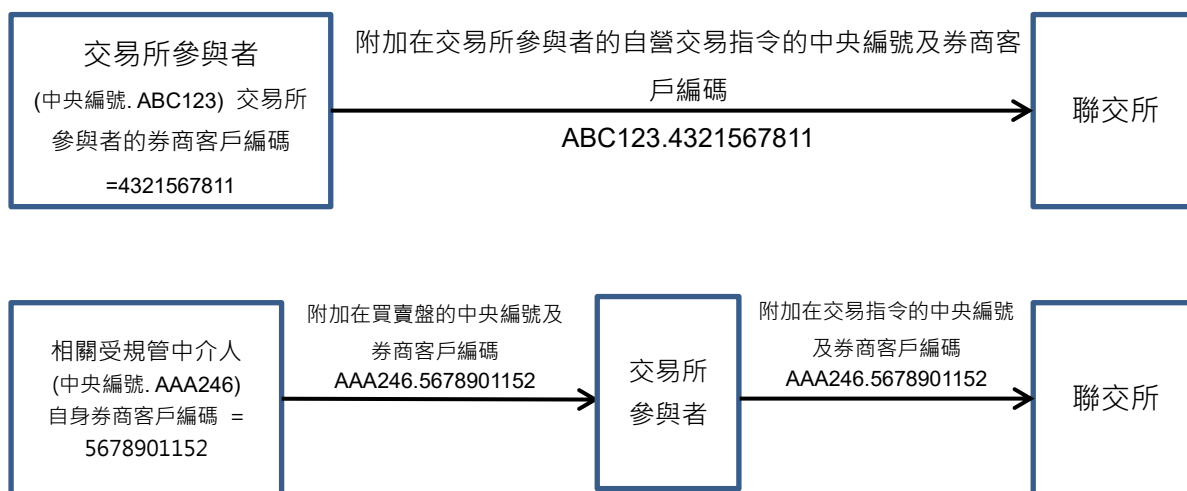 交易所參與者
(中央編號. ABC123) 交易所
參與者的券商客戶編碼
=4321567811
附加在交易所參與者的自營交易指令的中央編號及券商客
戶編碼
ABC123.4321567811
聯交所
相關受規管中介人
(中央編號. AAA246)
自身券商客戶編碼 =
5678901152
附加在買賣盤的中央編號及
券商客戶編碼
AAA246.5678901152
交易所
參與者
附加在交易指令的中央編號
及券商客戶編碼
AAA246.5678901152
聯交所